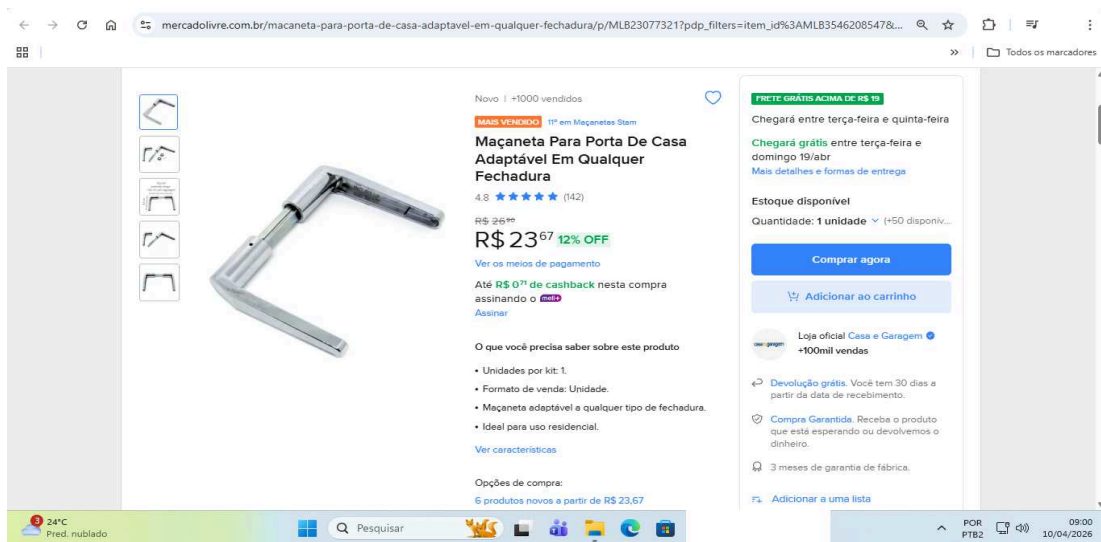 mercadolivre.com.br/macaneta-para-porta-de-casa-adaptavel-em-qualquer-fechadura/p/MLB23077321?pdp_filters=item_id%3AMLB3546208547&...
Todos os marcadores
Novo | +1000 vendidos
MAIS VENDIDO 11º em Maçanetas Stam
Maçaneta Para Porta De Casa
Adaptável Em Qualquer
Fechadura
4.8 (142)
R$ 26⁹⁰
R$ 23⁶⁷ 12% OFF
Ver os meios de pagamento
Até R$ 0⁷¹ de cashback nesta compra
assinando o meli+
Assinar
O que você precisa saber sobre este produto
• Unidades por kit: 1.
• Formato de venda: Unidade.
• Maçaneta adaptável a qualquer tipo de fechadura.
• Ideal para uso residencial.
Ver características
Opções de compra:
6 produtos novos a partir de R$ 23,67
FRETE GRÁTIS ACIMA DE R$ 19
Chegará entre terça-feira e quinta-feira
Chegará grátis entre terça-feira e
domingo 19/abr
Mais detalhes e formas de entrega
Estoque disponível
Quantidade: 1 unidade (+50 disponív...
Comprar agora
Adicionar ao carrinho
Loja oficial Casa e Garagem
+100mil vendas
Devolução grátis. Você tem 30 dias a
partir da data de recebimento.
Compra Garantida. Receba o produto
que está esperando ou devolvemos o
dinheiro.
3 meses de garantia de fábrica.
Adicionar a uma lista
3
24°C
Pred. nublado
Pesquisar
POR
PTB2
09:00
10/04/2026